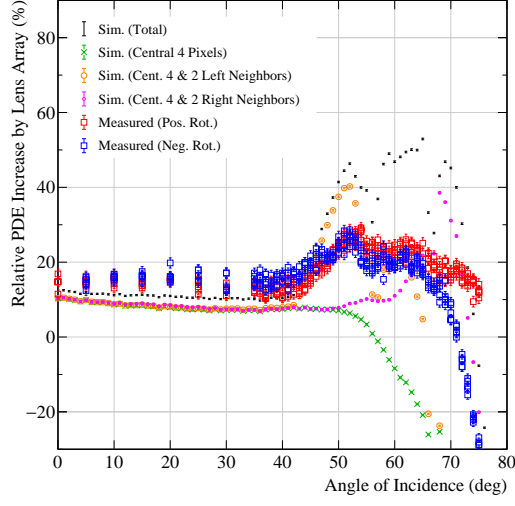 Relative PDE Increase by Lens Array (%)
80
60
40
20
0
−20
Sim. (Total)
Sim. (Central 4 Pixels)
Sim. (Cent. 4 & 2 Left Neighbors)
Sim. (Cent. 4 & 2 Right Neighbors)
Measured (Pos. Rot.)
Measured (Neg. Rot.)
0 10 20 30 40 50 60 70 80
Angle of Incidence (deg)